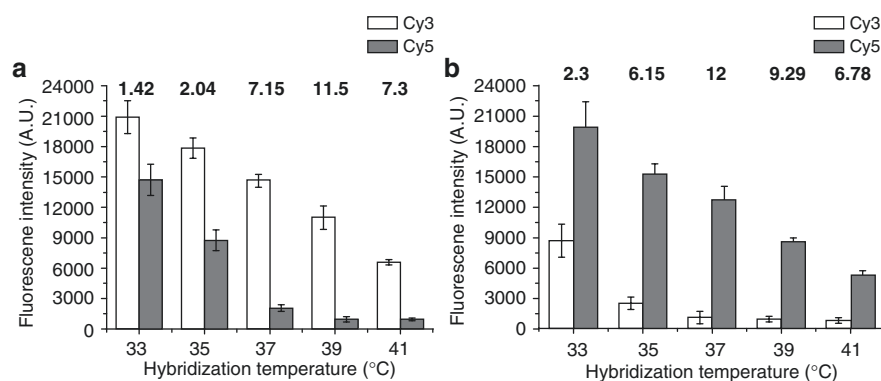 Cy3
Cy5
a
1.42 2.04 7.15 11.5 7.3
24000
21000
18000
15000
12000
9000
6000
3000
0
Fluorescene intensity (A.U.)
33 35 37 39 41
Hybridization temperature (°C)
Cy3
Cy5
b
2.3 6.15 12 9.29 6.78
24000
21000
18000
15000
12000
9000
6000
3000
0
Fluorescene intensity (A.U.)
33 35 37 39 41
Hybridization temperature (°C)